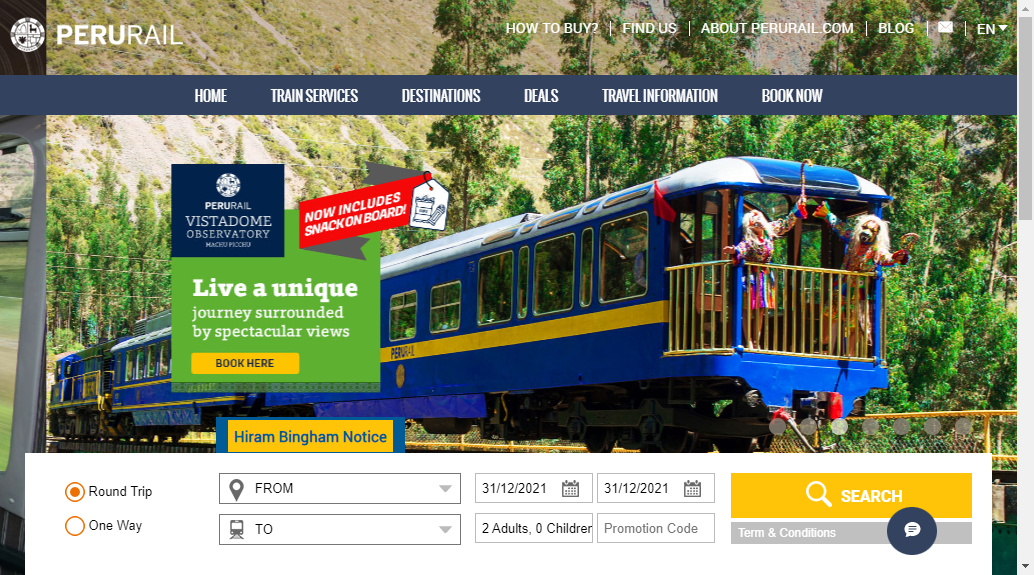 PERURAIL
HOW TO BUY?
FIND US
ABOUT PERURAIL.COM
BLOG
EN
HOME
TRAIN SERVICES
DESTINATIONS
DEALS
TRAVEL INFORMATION
BOOK NOW
PERURAIL
VISTADOME
OBSERVATORY
MACHU PICCHU
NOW INCLUDES
SNACK ON BOARD!
Live a unique
journey surrounded
by spectacular views
BOOK HERE
PERURAIL
Hiram Bingham Notice
Round Trip
FROM
31/12/2021
31/12/2021
SEARCH
One Way
TO
2 Adults, 0 Children
Promotion Code
Term & Conditions